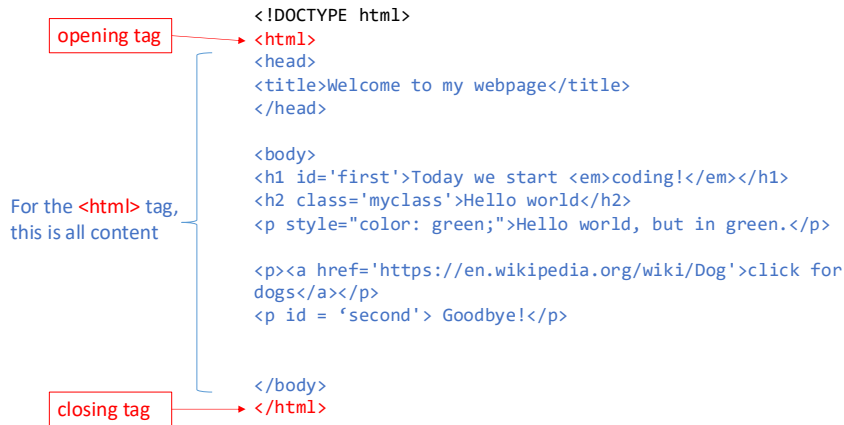 <!DOCTYPE html>
opening tag
<html>
<head>
<title>Welcome to my webpage</title>
</head>
<body>
<h1 id='first'>Today we start <em>coding!</em></h1>
<h2 class='myclass'>Hello world</h2>
<p style="color: green;">Hello world, but in green.</p>
For the <html> tag,
this is all content
<p><a href='https://en.wikipedia.org/wiki/Dog'>click for
dogs</a></p>
<p id = ‘second'> Goodbye!</p>
</body>
closing tag
</html>